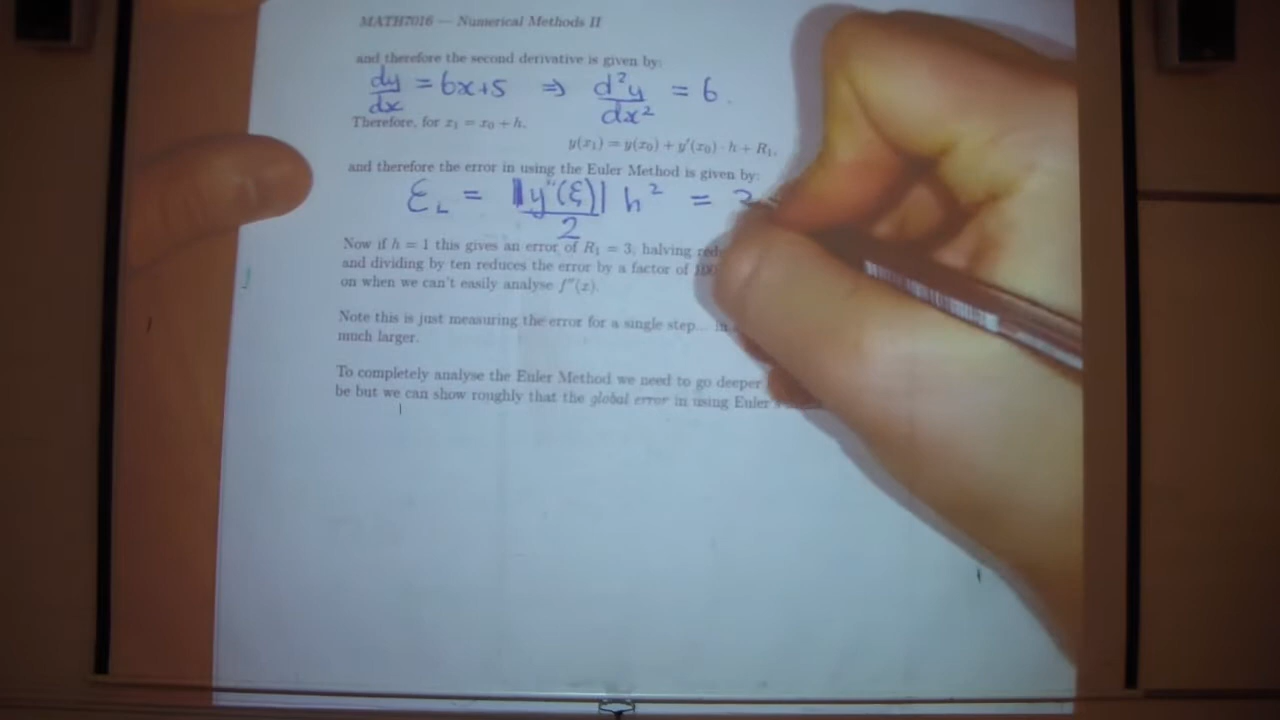 MATH7016 — Numerical Methods II
and therefore the second derivative is given by:
dy/dx = 6x+5 ⇒ d²y/dx² = 6.
Therefore, for x₁ = x₀ + h,
y(x₁) = y(x₀) + y′(x₀) · h + R₁,
and therefore the error in using the Euler Method is given by:
Ɛ_L = |y″(ξ)|/2 h² = 3
Now if h = 1 this gives an error of R₁ = 3, halving
and dividing by ten reduces the error by a factor of 100
on when we can't easily analyse f″(x).
Note this is just measuring the error for a single step... in
much larger.
To completely analyse the Euler Method we need to go deeper
be but we can show roughly that the global error in using Euler's